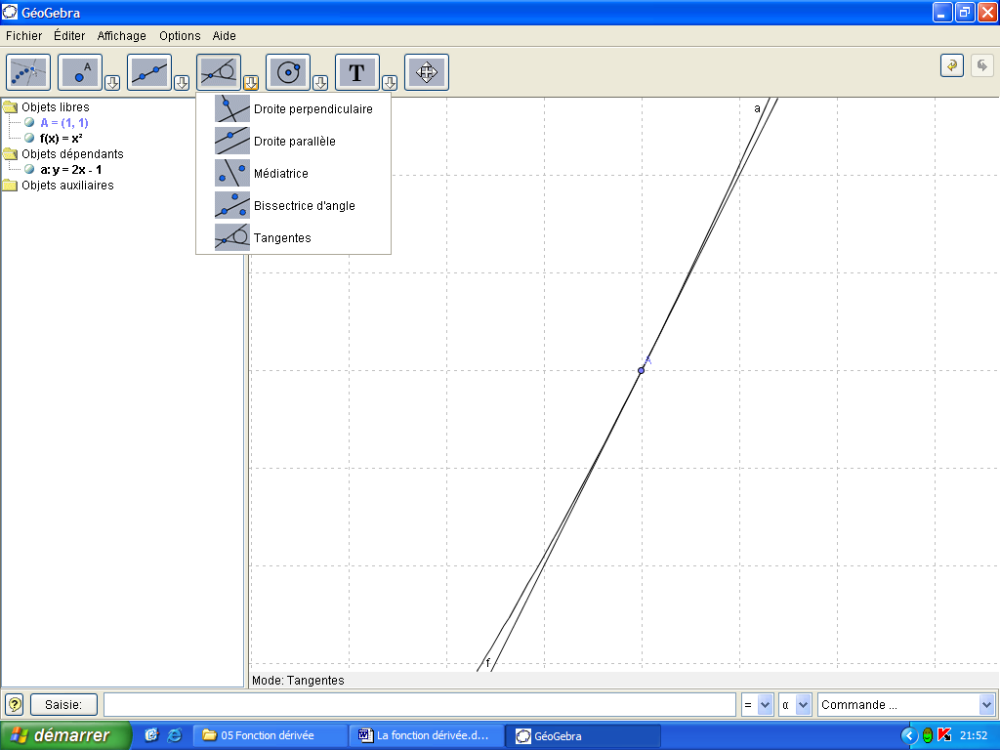 GéoGebra
Fichier Éditer Affichage Options Aide
A
T
Objets libres
A = (1, 1)
f(x) = x²
Objets dépendants
a: y = 2x - 1
Objets auxiliaires
Droite perpendiculaire
Droite parallèle
Médiatrice
Bissectrice d'angle
Tangentes
a
A
f
Mode: Tangentes
? Saisie: = α Commande ...
démarrer 05 Fonction dérivée La fonction dérivée.d... GéoGebra 21:52